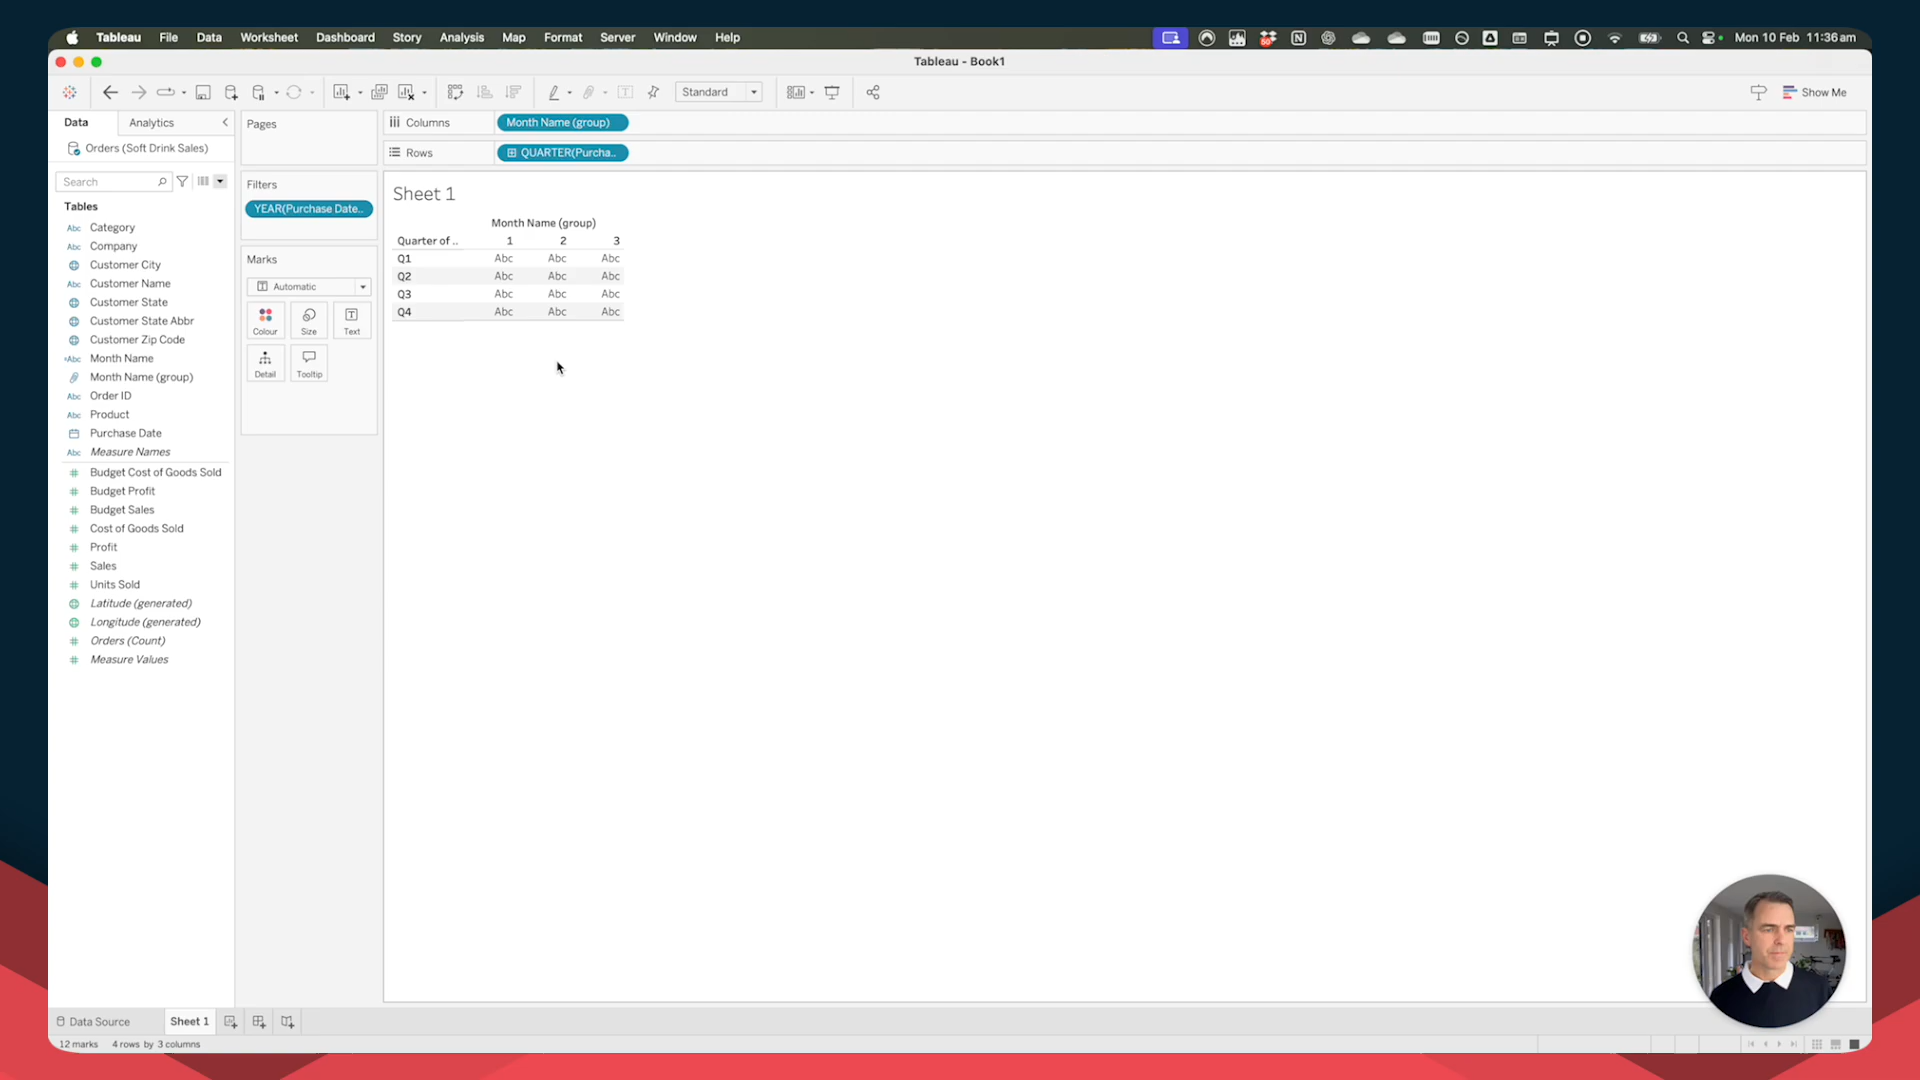 Tableau File Data Worksheet Dashboard Story Analysis Map Format Server Window Help Mon 10 Feb 11:36 am
Tableau - Book1
Standard Show Me
Data Analytics
Orders (Soft Drink Sales)
Search
Tables
Abc Category
Abc Company
Customer City
Abc Customer Name
Customer State
Customer State Abbr
Customer Zip Code
=Abc Month Name
Month Name (group)
Abc Order ID
Abc Product
Purchase Date
Abc Measure Names
Budget Cost of Goods Sold
Budget Profit
Budget Sales
Cost of Goods Sold
Profit
Sales
Units Sold
Latitude (generated)
Longitude (generated)
Orders (Count)
Measure Values
Pages
Filters
YEAR(Purchase Date..
Marks
Automatic
Colour Size Text
Detail Tooltip
Columns Month Name (group)
Rows QUARTER(Purcha..
Sheet 1
Month Name (group)
Quarter of .. 1 2 3
Q1 Abc Abc Abc
Q2 Abc Abc Abc
Q3 Abc Abc Abc
Q4 Abc Abc Abc
Data Source Sheet 1
12 marks 4 rows by 3 columns